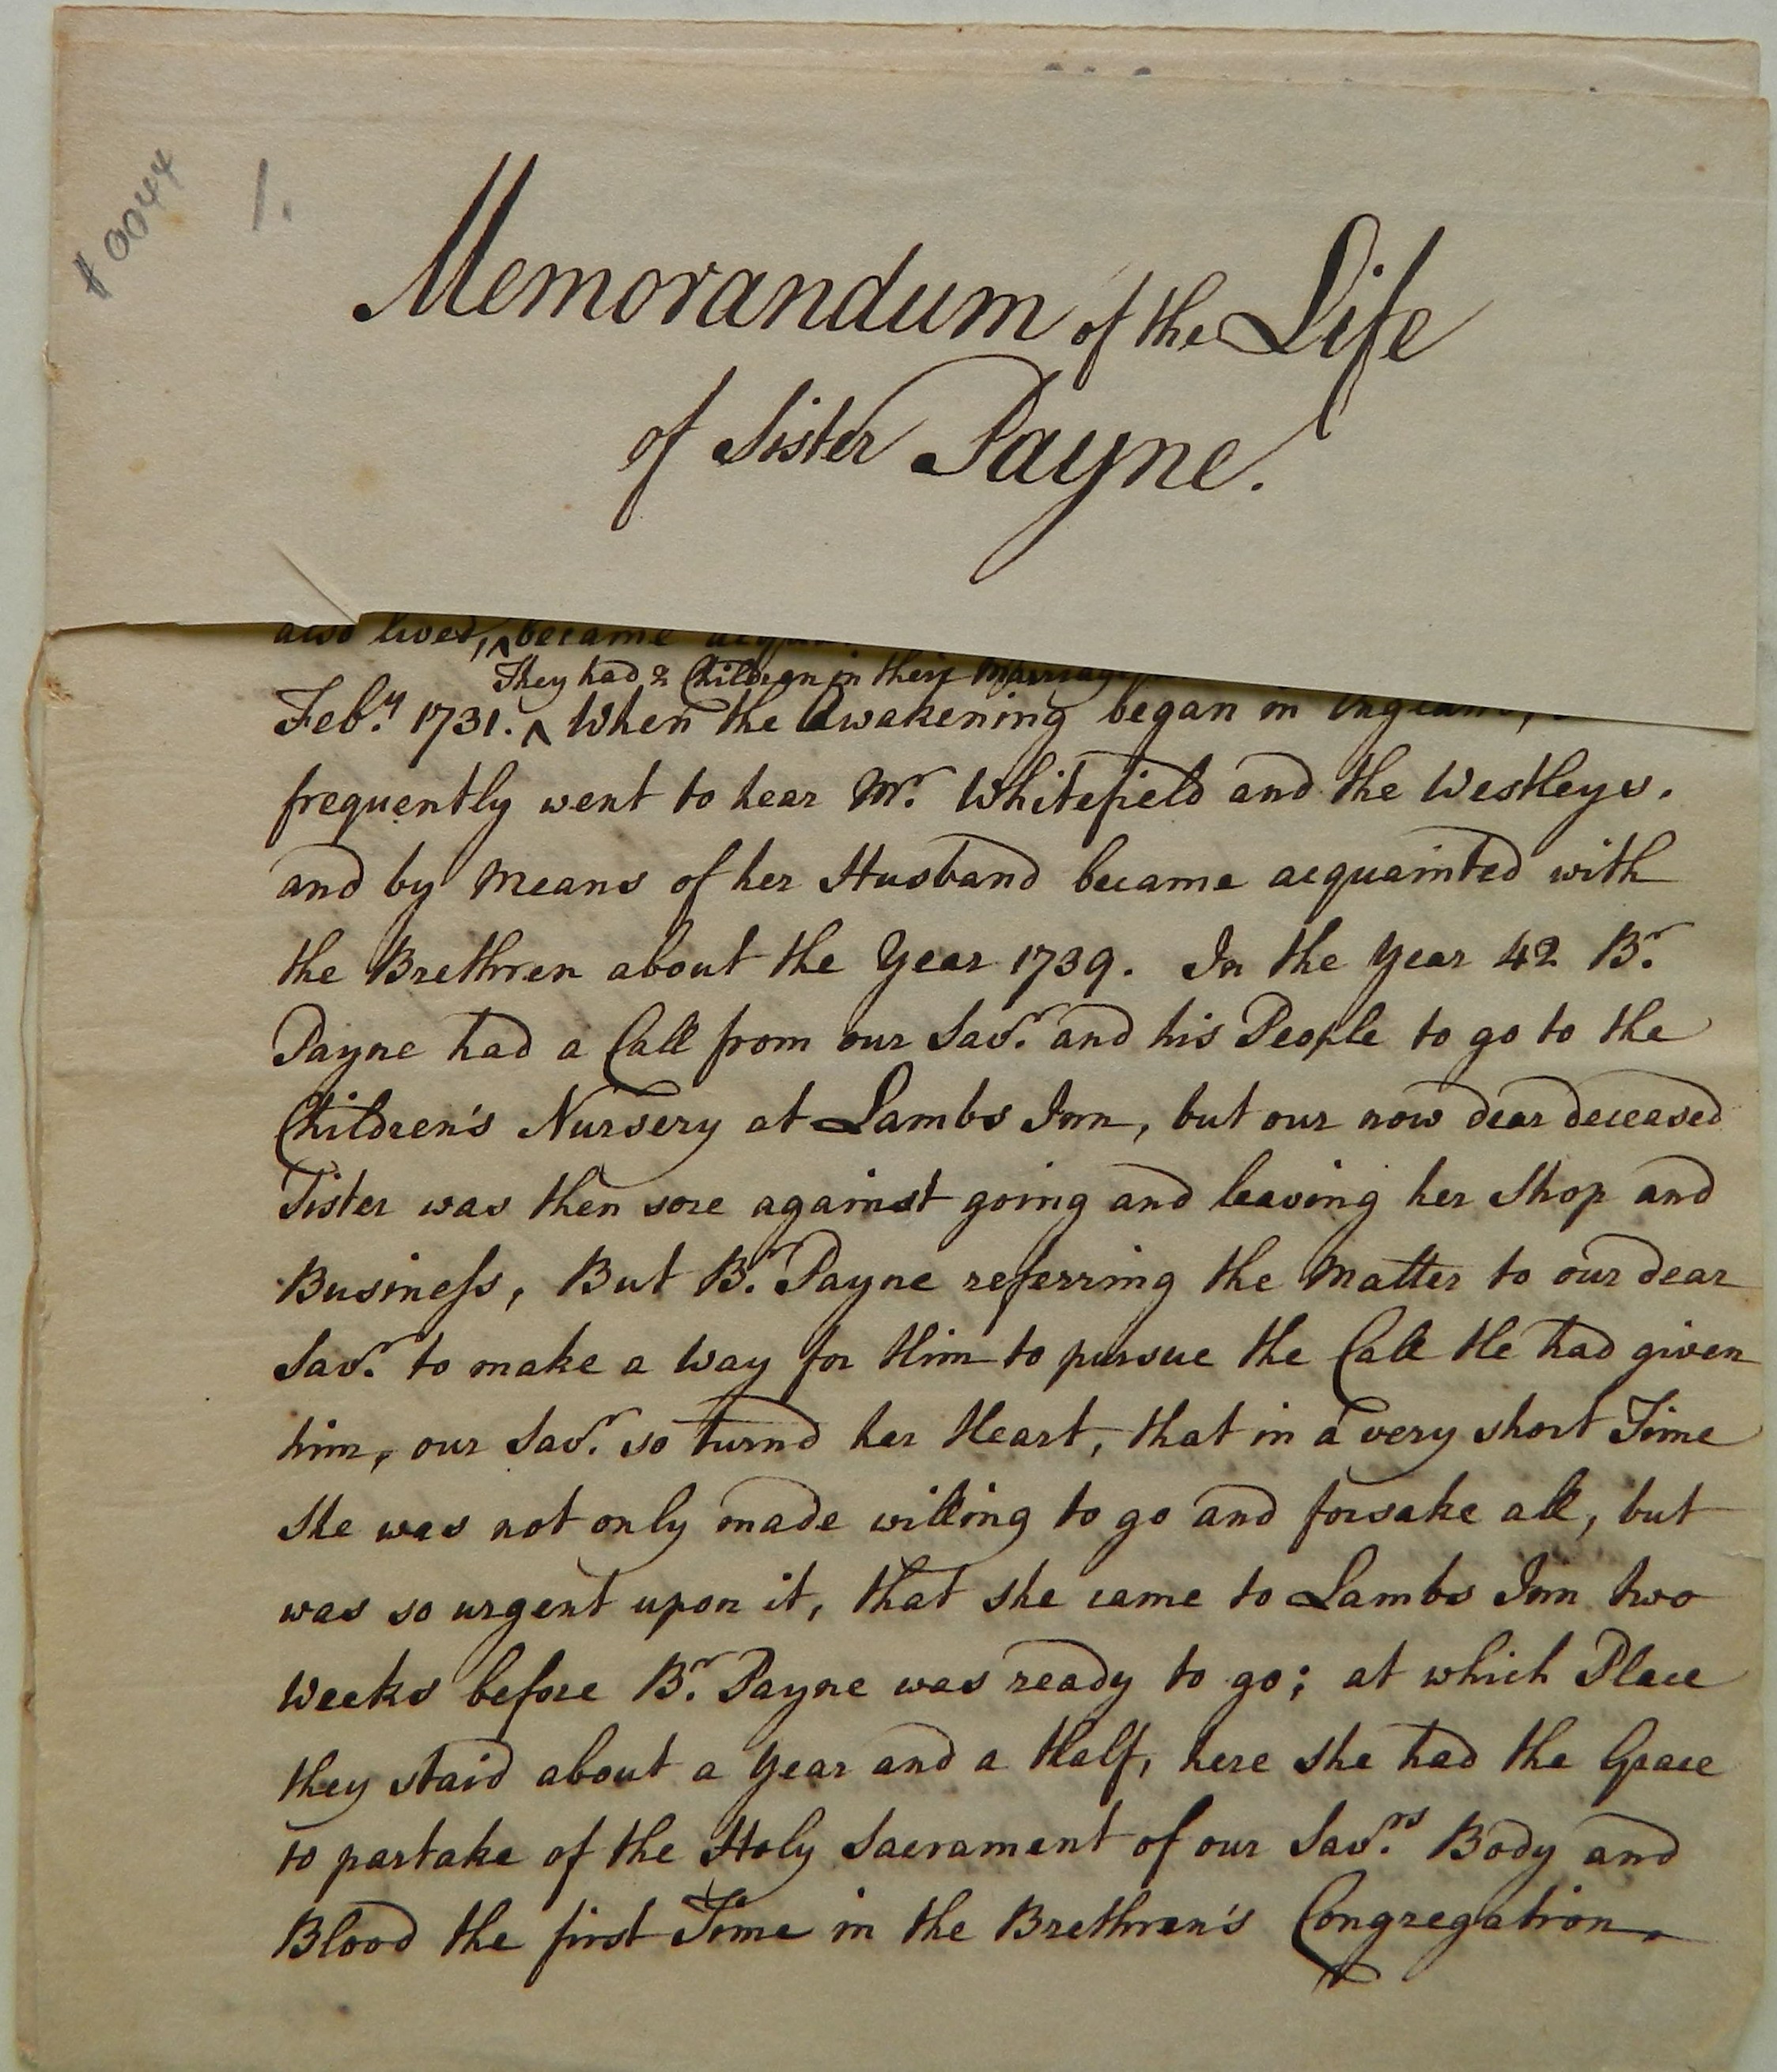 0044
1.
Memorandum of the Life
of Sister Payne.
also lived, ^ became
They had 2 Children in their Marriage
Feb.y 1731. ^ When the Awakening began in England,
frequently went to hear Mr. Whitefield and the Westleys.
and by Means of her Husband became acquainted with
the Brethren about the Year 1739. In the Year 42 Br.
Payne had a Call from our Savr. and his People to go to the
Children's Nursery at Lambs Inn, but our now dear deceased
Sister was then sore against going and leaving her Shop and
Business, But Br. Payne referring the Matter to our dear
Savr. to make a Way for Him to pursue the Call He had given
him, our Savr. so turnd her Heart, that in a very short Time
She was not only made willing to go and forsake all, but
was so urgent upon it, that she came to Lambs Inn two
Weeks before Br. Payne was ready to go; at which Place
they staid about a Year and a Half, here she had the Grace
to partake of the Holy Sacrament of our Savrs. Body and
Blood the first Time in the Brethren's Congregation.